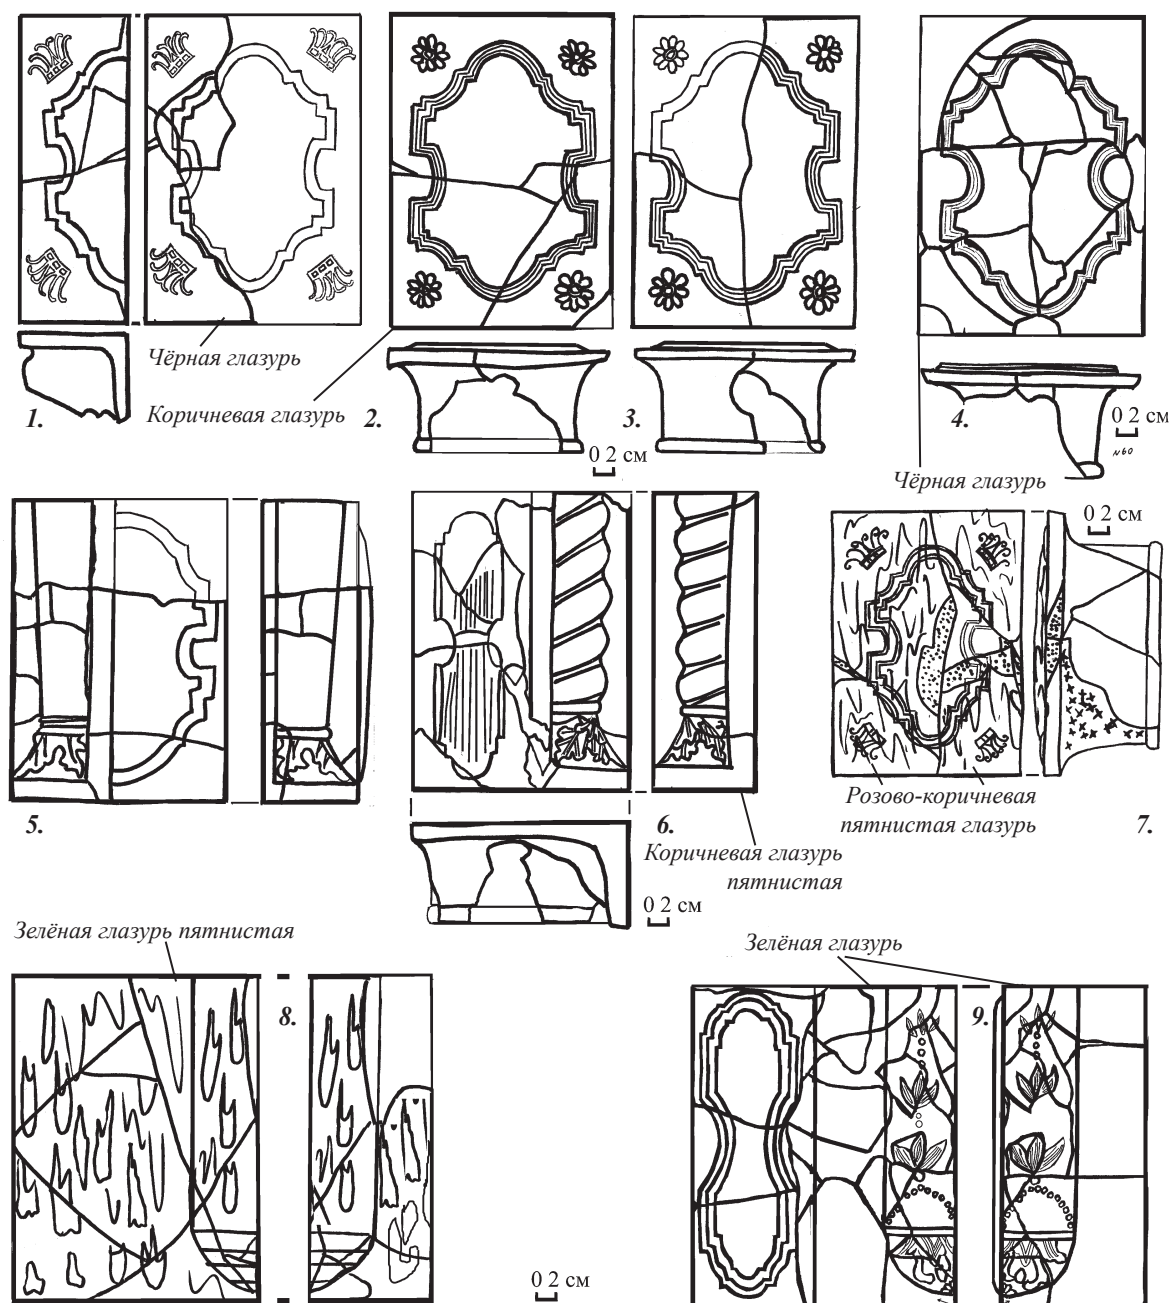 Чёрная глазурь
1.
Коричневая глазурь
2.
3.
0 2 см
4.
0 2 см
№60
Чёрная глазурь
0 2 см
5.
6.
Коричневая глазурь
пятнистая
0 2 см
Розово-коричневая
пятнистая глазурь
7.
Зелёная глазурь пятнистая
8.
Зелёная глазурь
9.
0 2 см